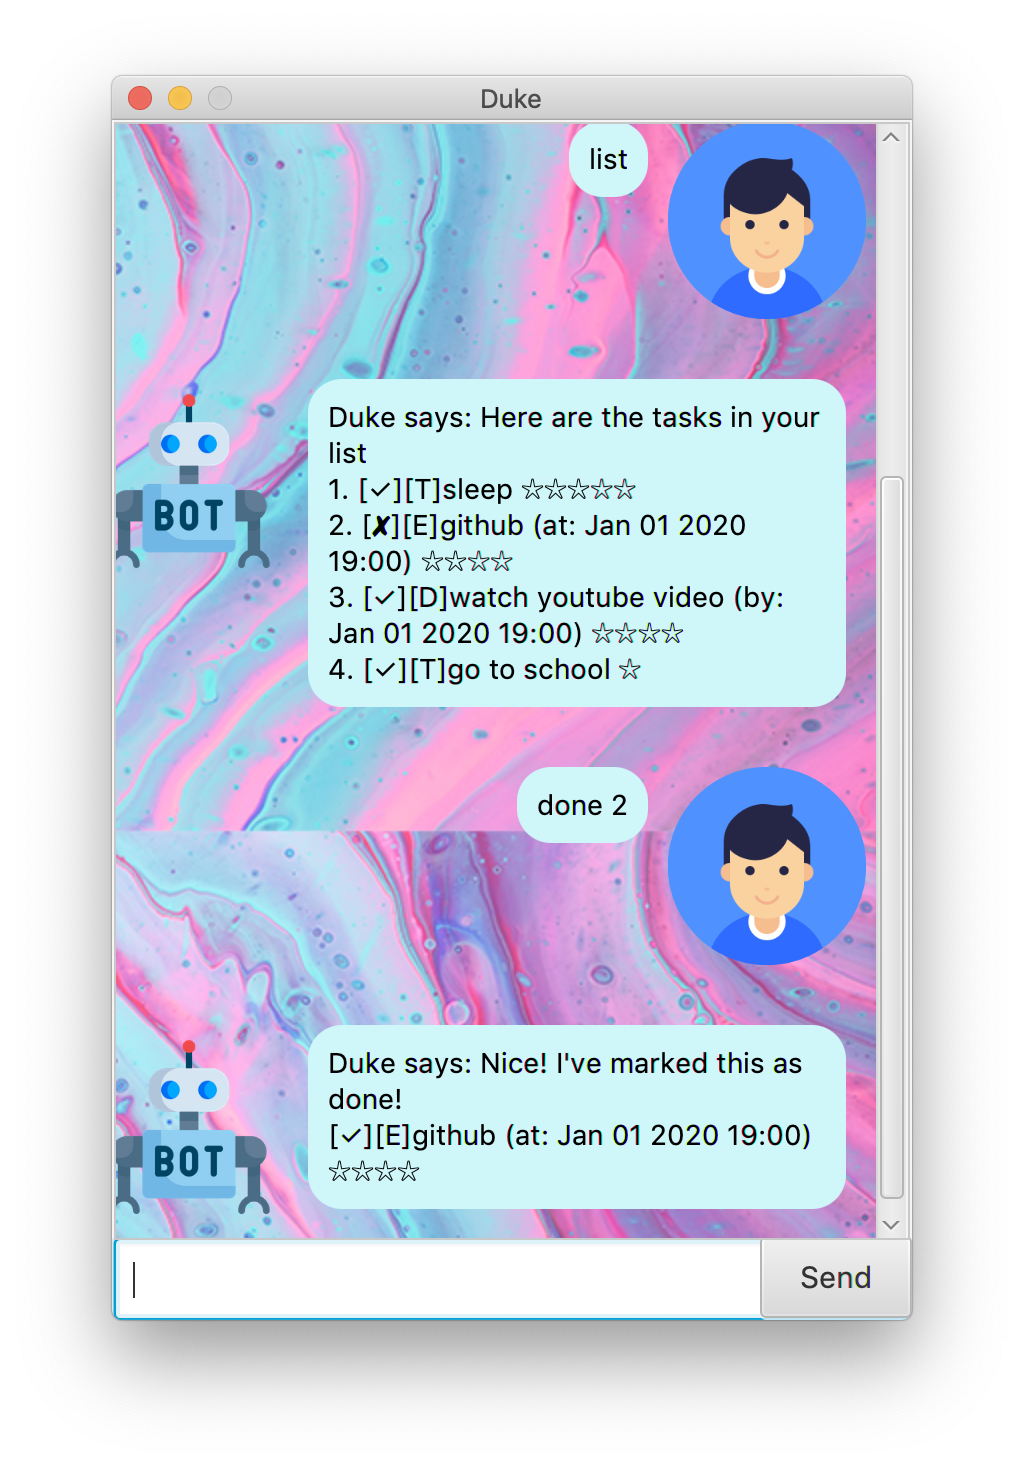 Duke
list
Duke says: Here are the tasks in your
list
1. [✓][T]sleep ☆☆☆☆☆
2. [✘][E]github (at: Jan 01 2020
19:00) ☆☆☆☆
3. [✓][D]watch youtube video (by:
Jan 01 2020 19:00) ☆☆☆☆
4. [✓][T]go to school ☆
BOT
done 2
Duke says: Nice! I've marked this as
done!
[✓][E]github (at: Jan 01 2020 19:00)
☆☆☆☆
BOT
Send